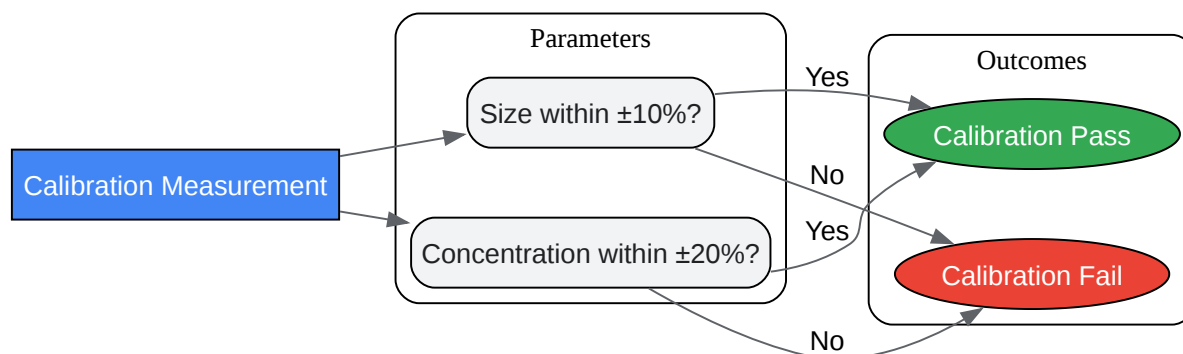 Parameters
Outcomes
Size within ±10%?
Yes
Calibration Pass
Calibration Measurement
No
Yes
Concentration within ±20%?
Calibration Fail
No